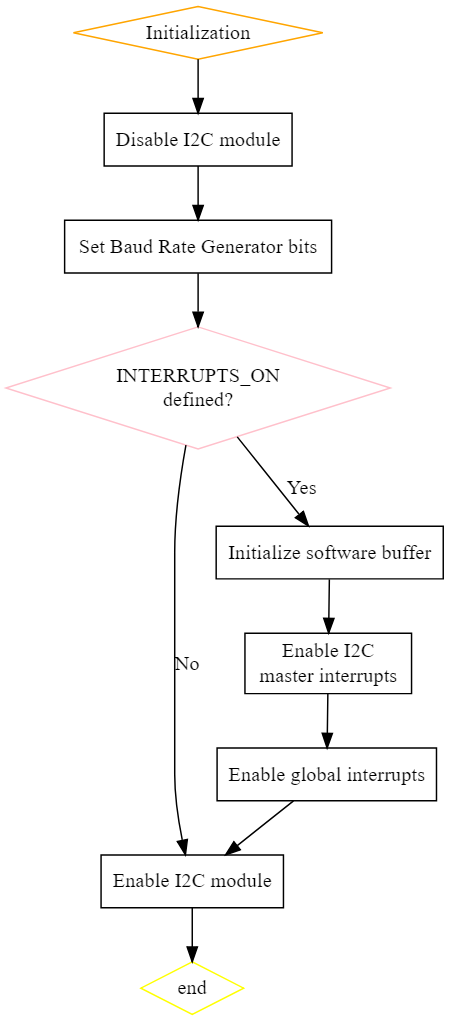 Initialization
Disable I2C module
Set Baud Rate Generator bits
INTERRUPTS_ON
defined?
Yes
Initialize software buffer
Enable I2C
master interrupts
No
Enable global interrupts
Enable I2C module
end